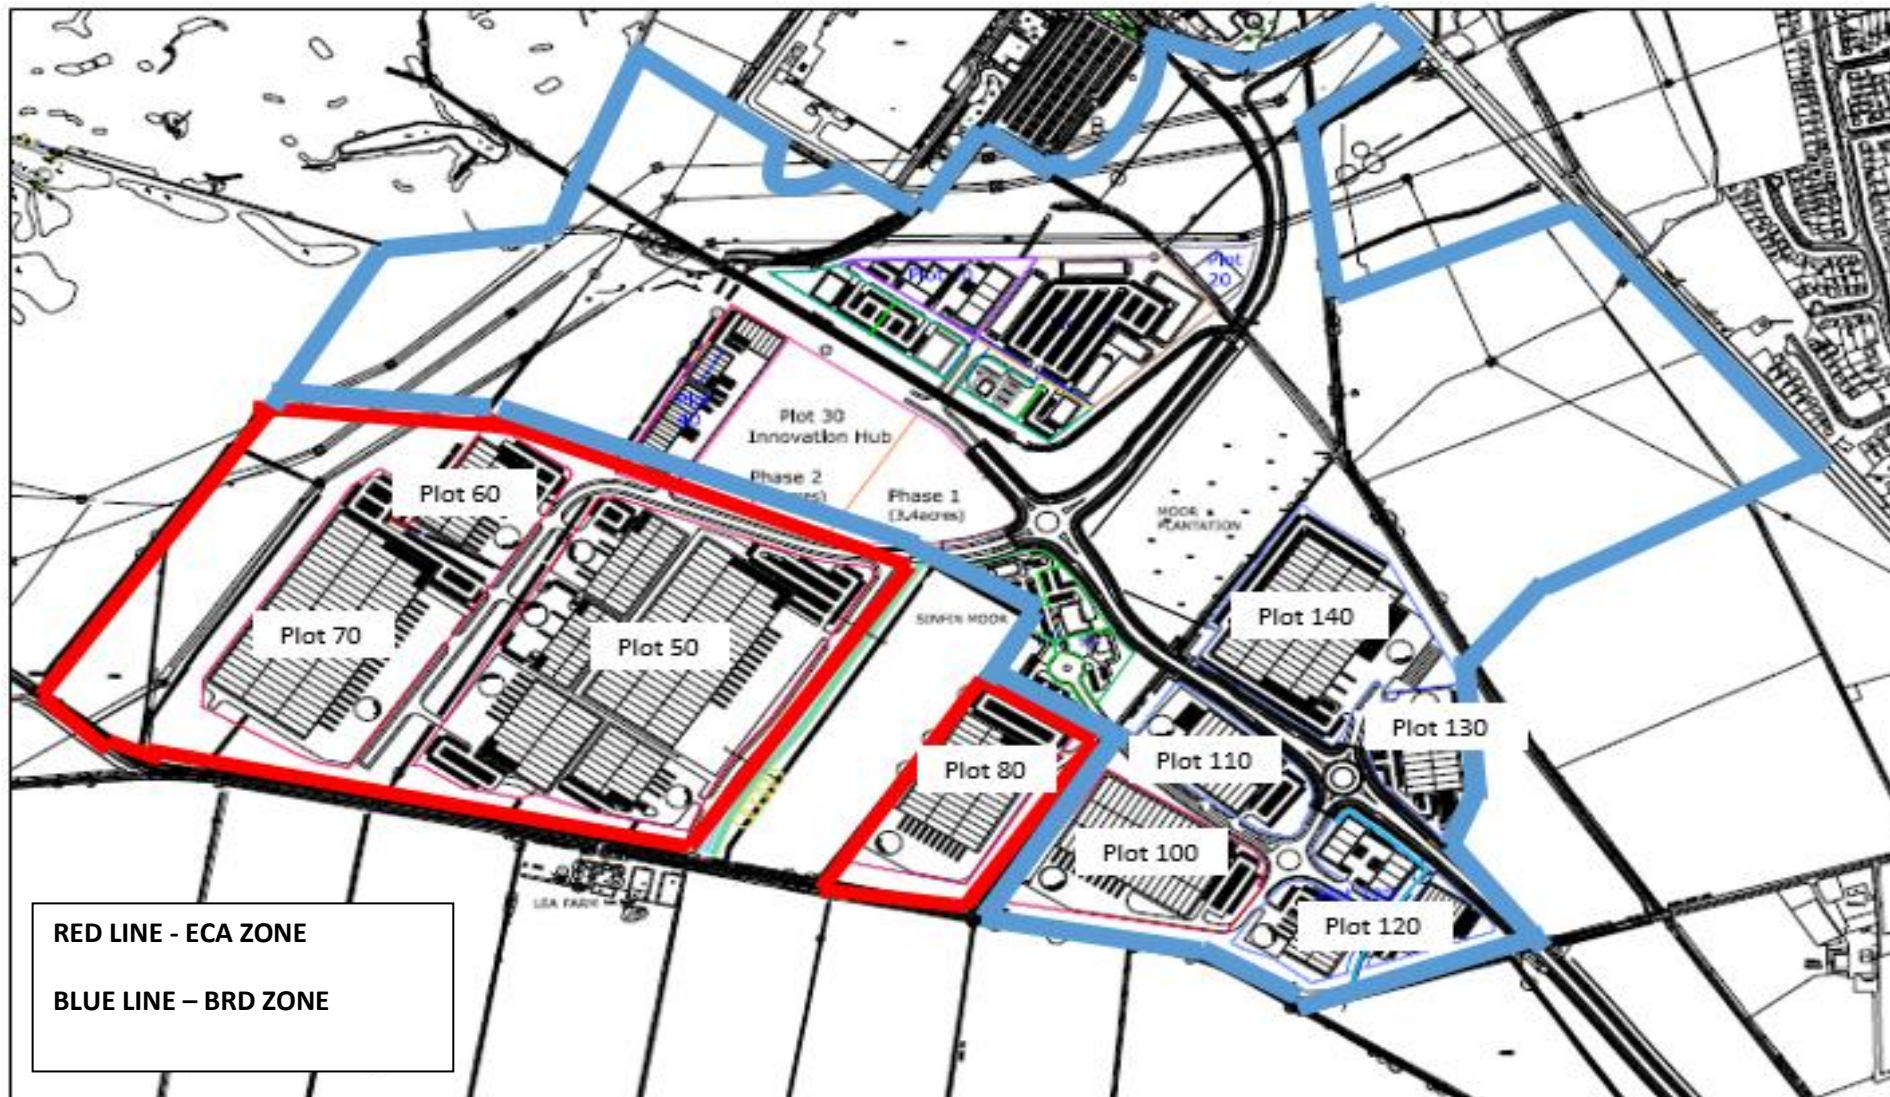 Plot
20
Plot 30
Innovation Hub
Phase 2
Phase 1
(3.4acres)
Plot 60
MOOR
PLANTATION
Plot 70
Plot 50
SINFIN MOOR
Plot 140
Plot 130
Plot 80
Plot 110
Plot 100
LEA FARM
Plot 120
RED LINE - ECA ZONE
BLUE LINE – BRD ZONE